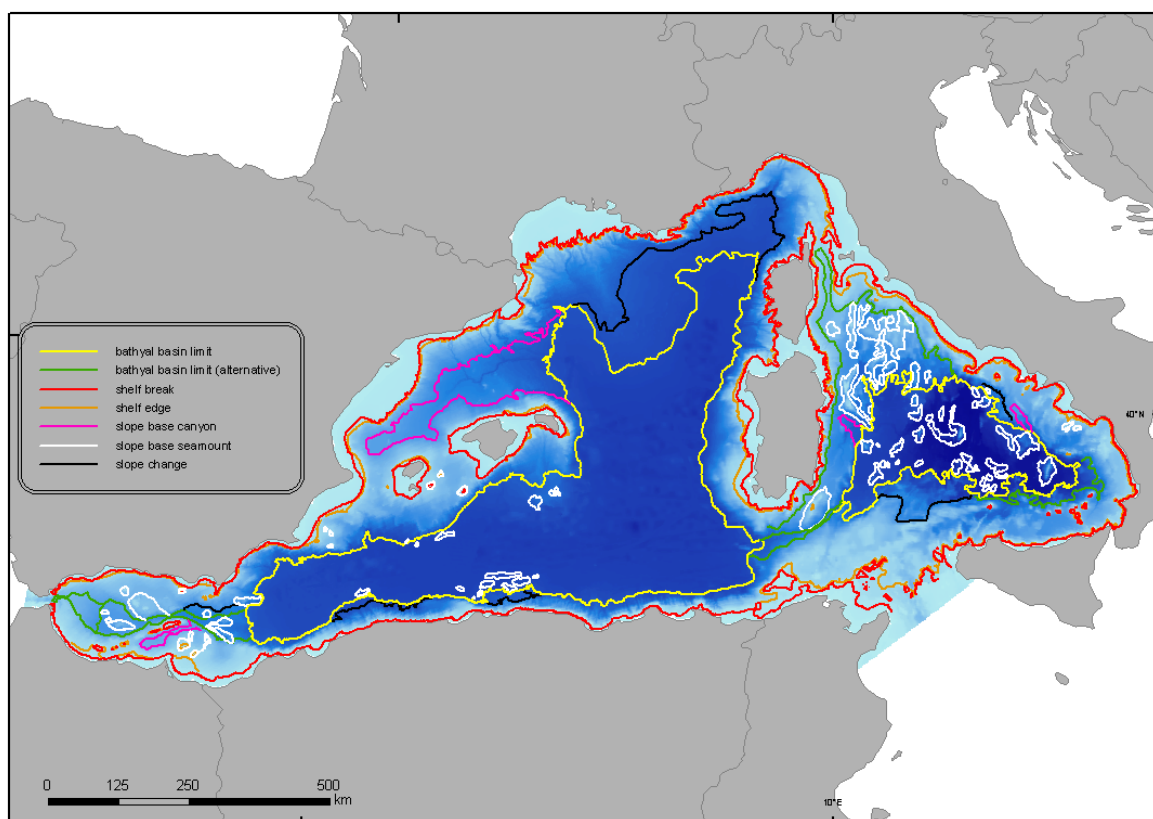 bathyal basin limit
bathyal basin limit (alternative)
shelf break
shelf edge
slope base canyon
slope base seamount
slope change
40°N
0 125 250 500
km
10°E